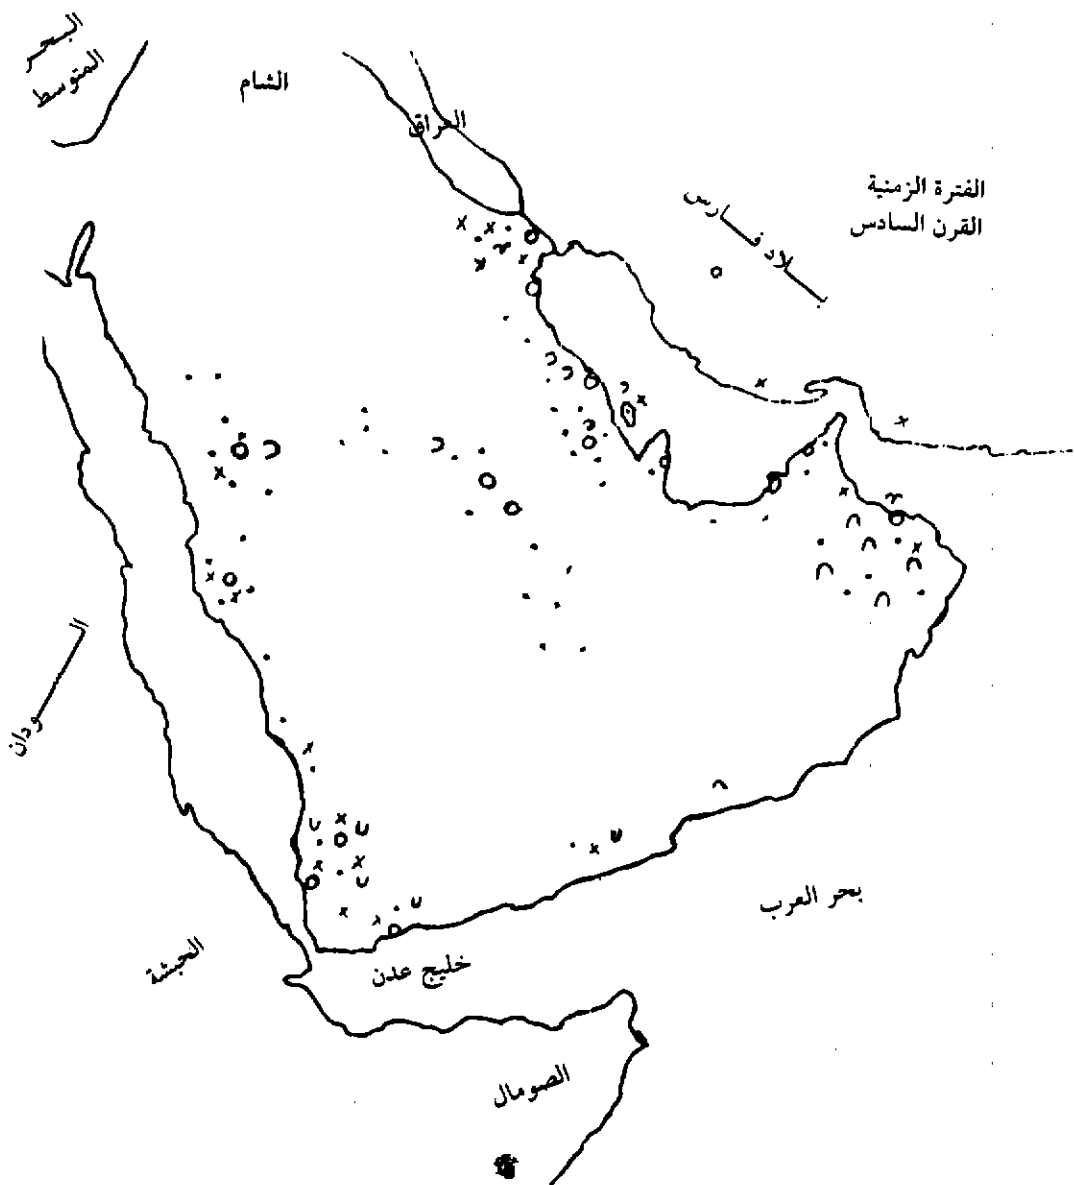 البحر
المتوسط
الشام
العراق
بلاد فارس
الفترة الزمنية
القرن السادس
السودان
بحر العرب
الحبشة
خليج عدن
الصومال